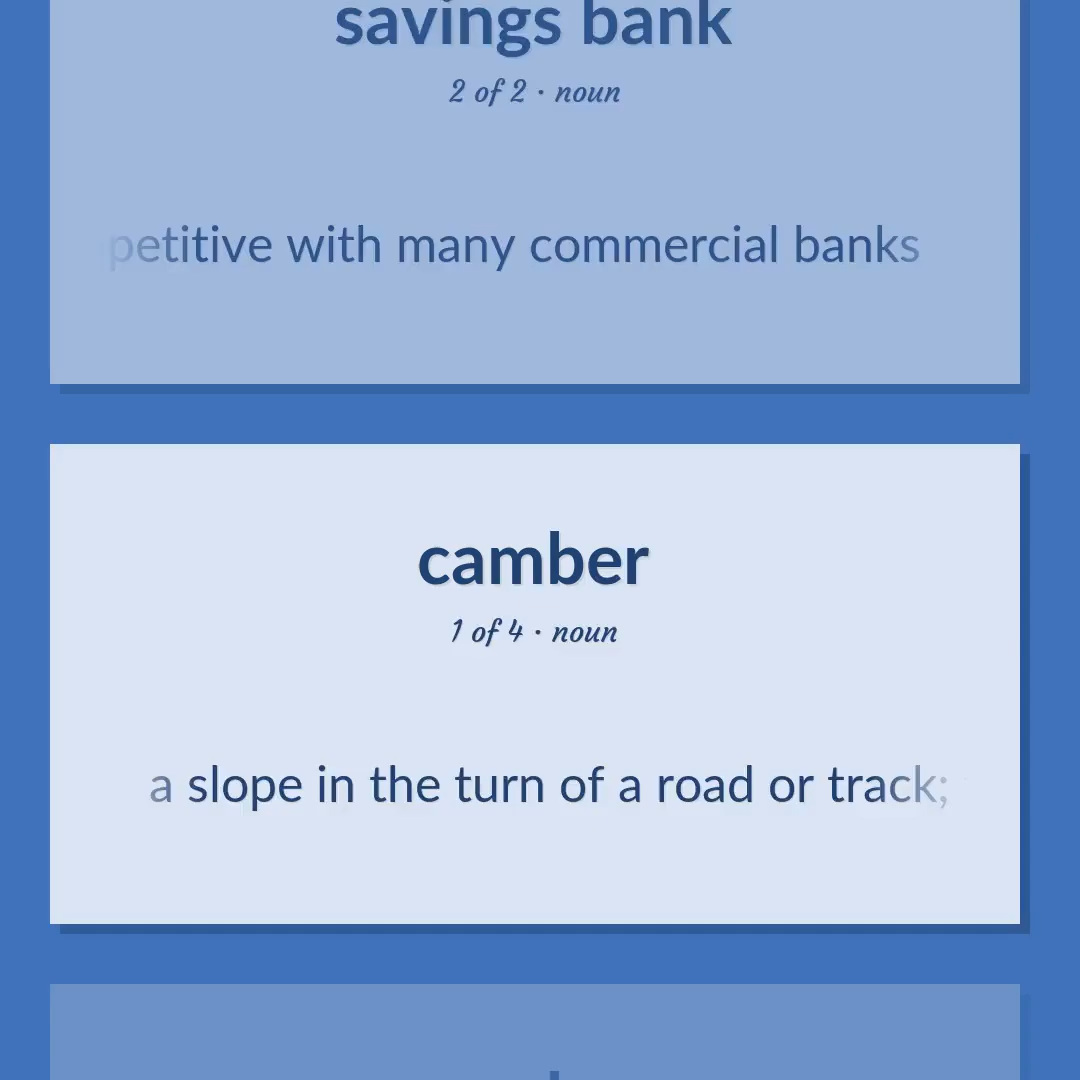 savings bank
2 of 2 · noun
petitive with many commercial banks
camber
1 of 4 · noun
a slope in the turn of a road or track;